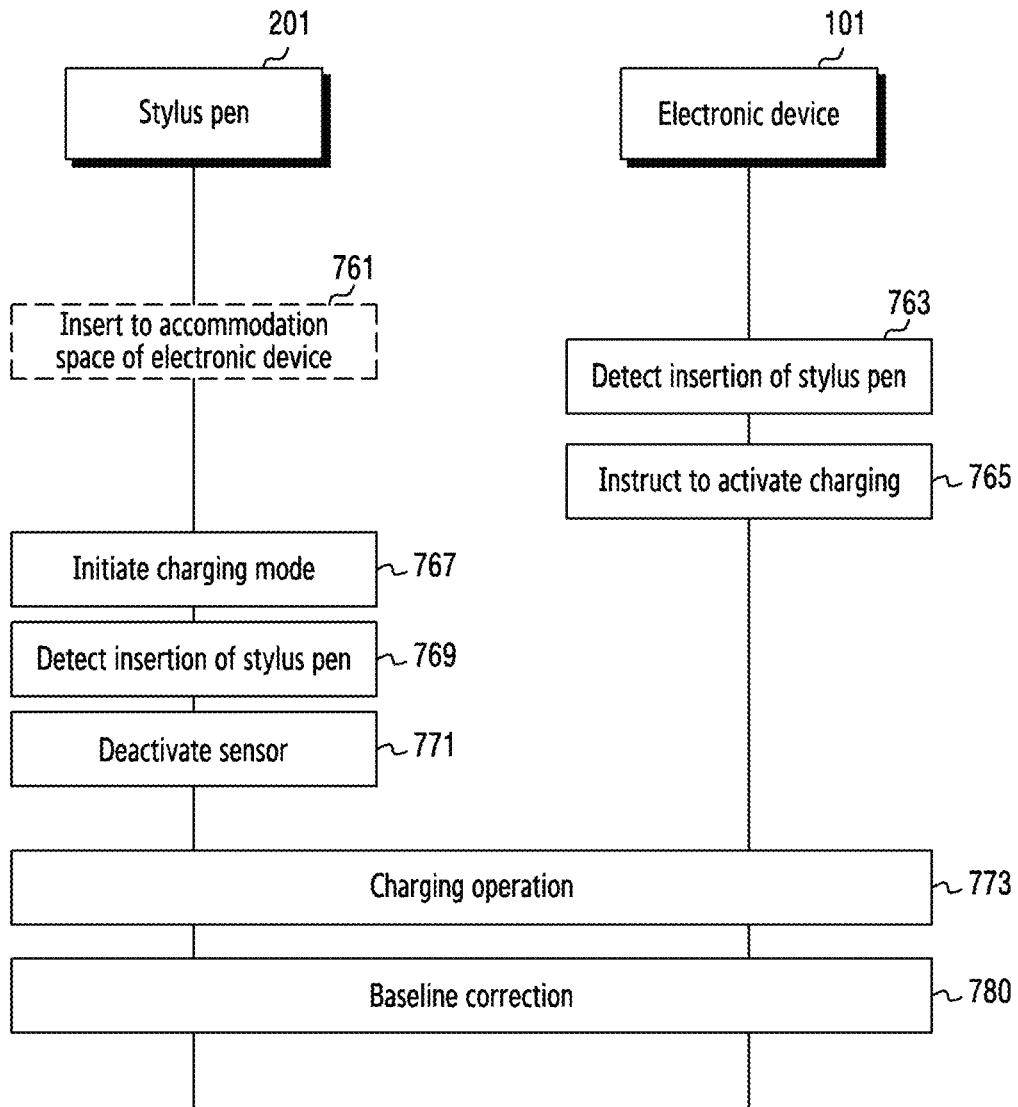 201
101
Stylus pen
Electronic device
761
Insert to accommodation
space of electronic device
763
Detect insertion of stylus pen
Instruct to activate charging
765
Initiate charging mode
767
Detect insertion of stylus pen
769
Deactivate sensor
771
Charging operation
773
Baseline correction
780